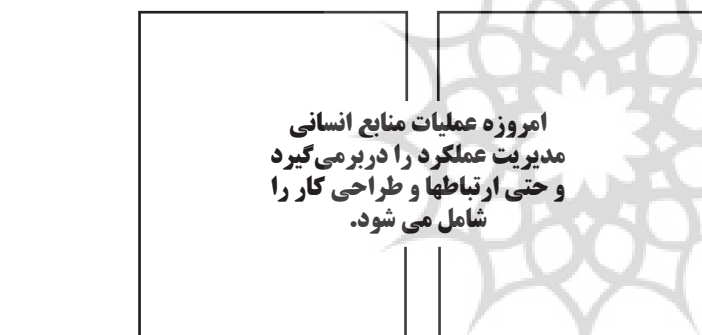 امروزه عملیات منابع انسانی
مدیریت عملکرد را دربرمی‌گیرد
و حتی ارتباطها و طراحی کار را
شامل می شود.